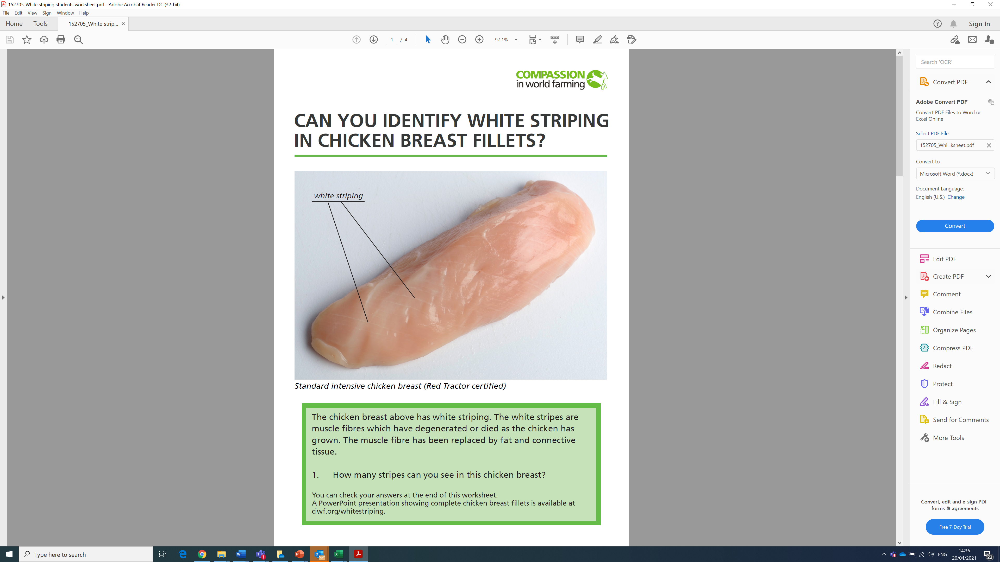 152705_White striping students worksheet.pdf - Adobe Acrobat Reader DC (32-bit)
File Edit View Sign Window Help
Home Tools 152705_White strip... ×
? Sign In
1 / 4 97.1%
COMPASSION
in world farming
CAN YOU IDENTIFY WHITE STRIPING
IN CHICKEN BREAST FILLETS?
white striping
Standard intensive chicken breast (Red Tractor certified)
The chicken breast above has white striping. The white stripes are
muscle fibres which have degenerated or died as the chicken has
grown. The muscle fibre has been replaced by fat and connective
tissue.
1. How many stripes can you see in this chicken breast?
You can check your answers at the end of this worksheet.
A PowerPoint presentation showing complete chicken breast fillets is available at
ciwf.org/whitestriping.
Search 'OCR'
Convert PDF
Adobe Convert PDF
Convert PDF Files to Word or
Excel Online
Select PDF File
152705_Whi...ksheet.pdf
Convert to
Microsoft Word (*.docx)
Document Language:
English (U.S.) Change
Convert
Edit PDF
Create PDF
Comment
Combine Files
Organize Pages
Compress PDF
Redact
Protect
Fill & Sign
Send for Comments
More Tools
Convert, edit and e-sign PDF
forms & agreements
Free 7-Day Trial
Type here to search
1
ENG
14:36
20/04/2021
22